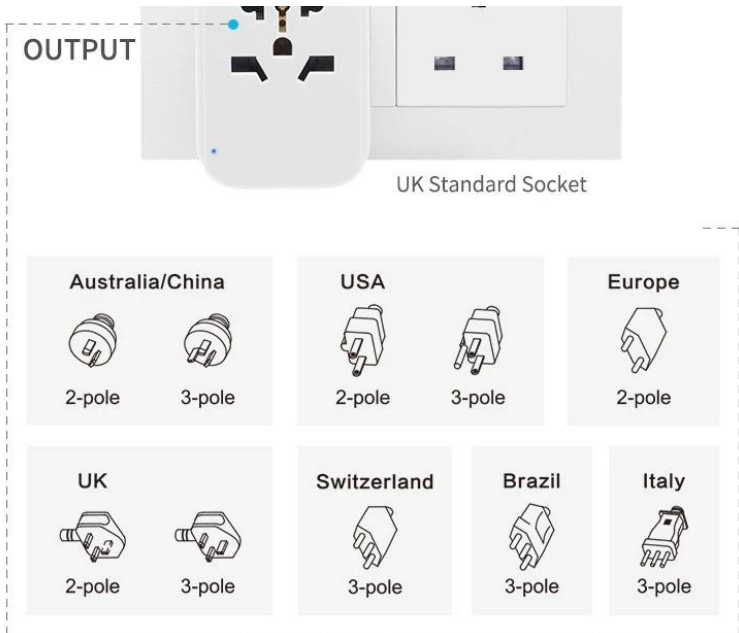 OUTPUT
UK Standard Socket
Australia/China
2-pole
3-pole
USA
2-pole
3-pole
Europe
2-pole
UK
2-pole
3-pole
Switzerland
3-pole
Brazil
3-pole
Italy
3-pole